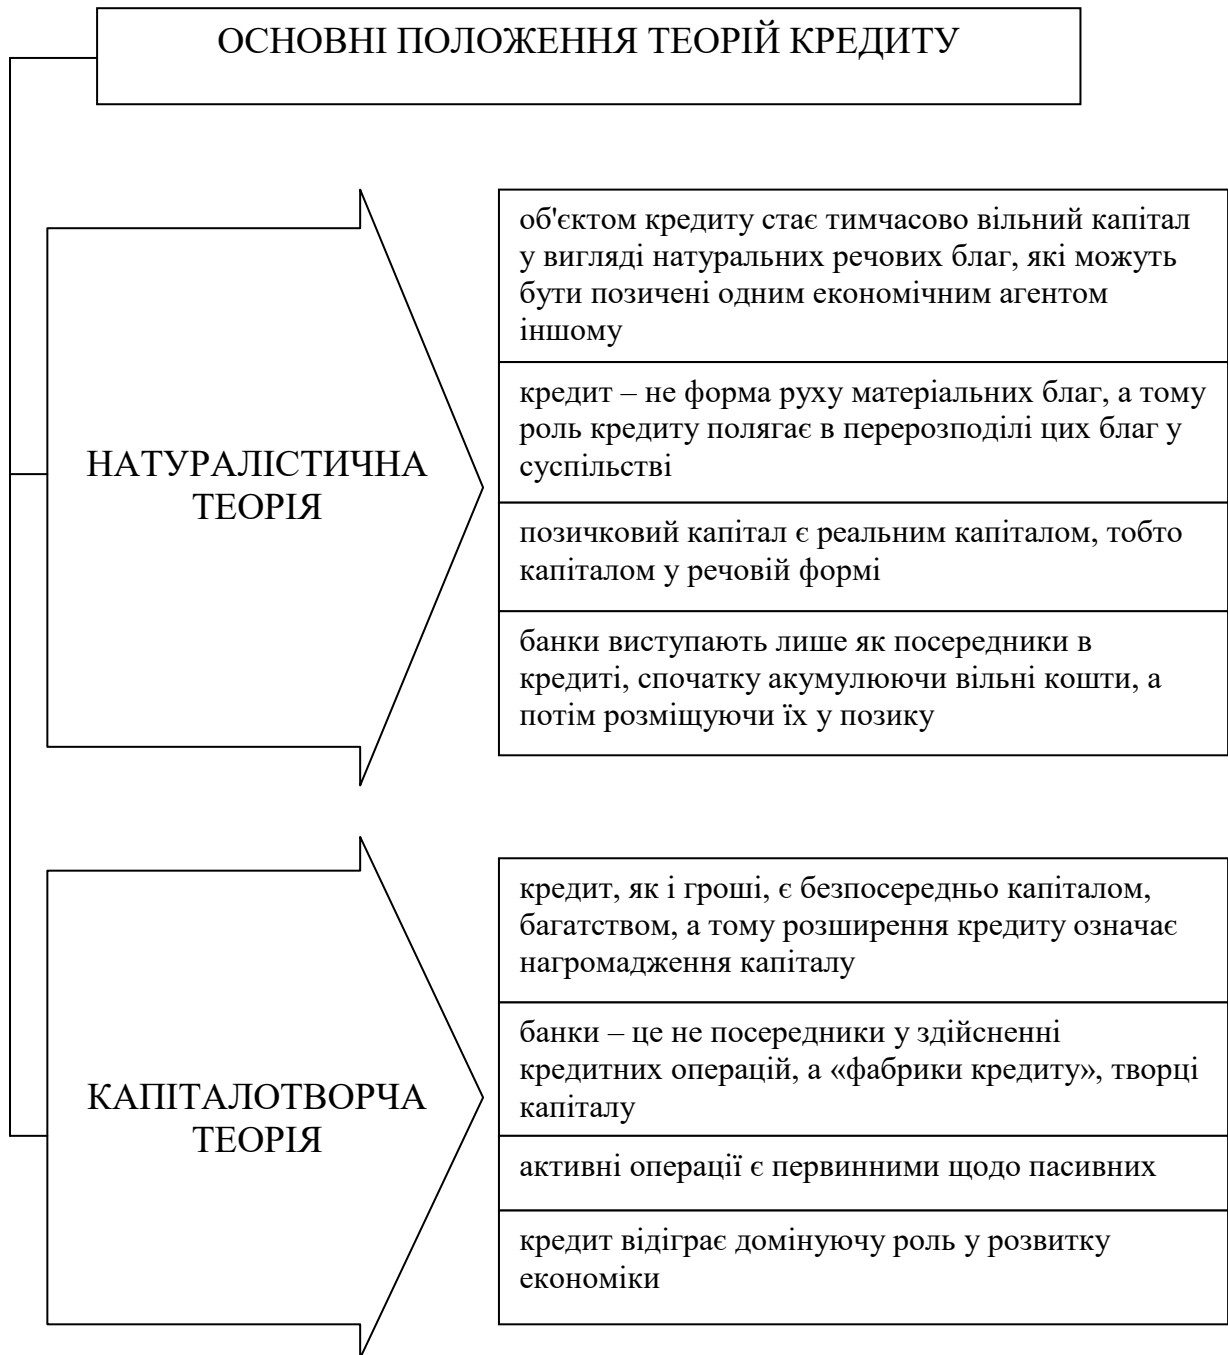 ОСНОВНІ ПОЛОЖЕННЯ ТЕОРІЙ КРЕДИТУ
НАТУРАЛІСТИЧНА
ТЕОРІЯ
об'єктом кредиту стає тимчасово вільний капітал
у вигляді натуральних речових благ, які можуть
бути позичені одним економічним агентом
іншому
кредит – не форма руху матеріальних благ, а тому
роль кредиту полягає в перерозподілі цих благ у
суспільстві
позичковий капітал є реальним капіталом, тобто
капіталом у речовій формі
банки виступають лише як посередники в
кредиті, спочатку акумулюючи вільні кошти, а
потім розміщуючи їх у позику
КАПІТАЛОТВОРЧА
ТЕОРІЯ
кредит, як і гроші, є безпосередньо капіталом,
багатством, а тому розширення кредиту означає
нагромадження капіталу
банки – це не посередники у здійсненні
кредитних операцій, а «фабрики кредиту», творці
капіталу
активні операції є первинними щодо пасивних
кредит відіграє домінуючу роль у розвитку
економіки